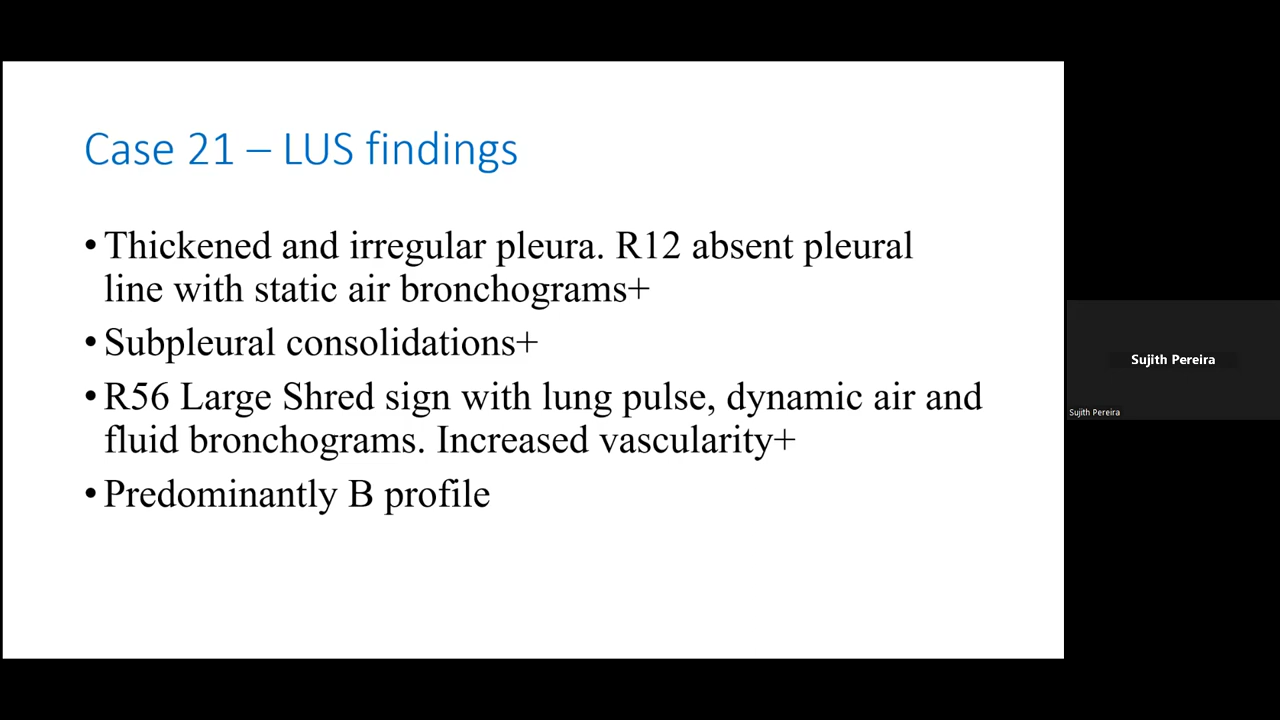 Case 21 – LUS findings
• Thickened and irregular pleura. R12 absent pleural
line with static air bronchograms+
• Subpleural consolidations+
• R56 Large Shred sign with lung pulse, dynamic air and
fluid bronchograms. Increased vascularity+
• Predominantly B profile
Sujith Pereira
Sujith Pereira